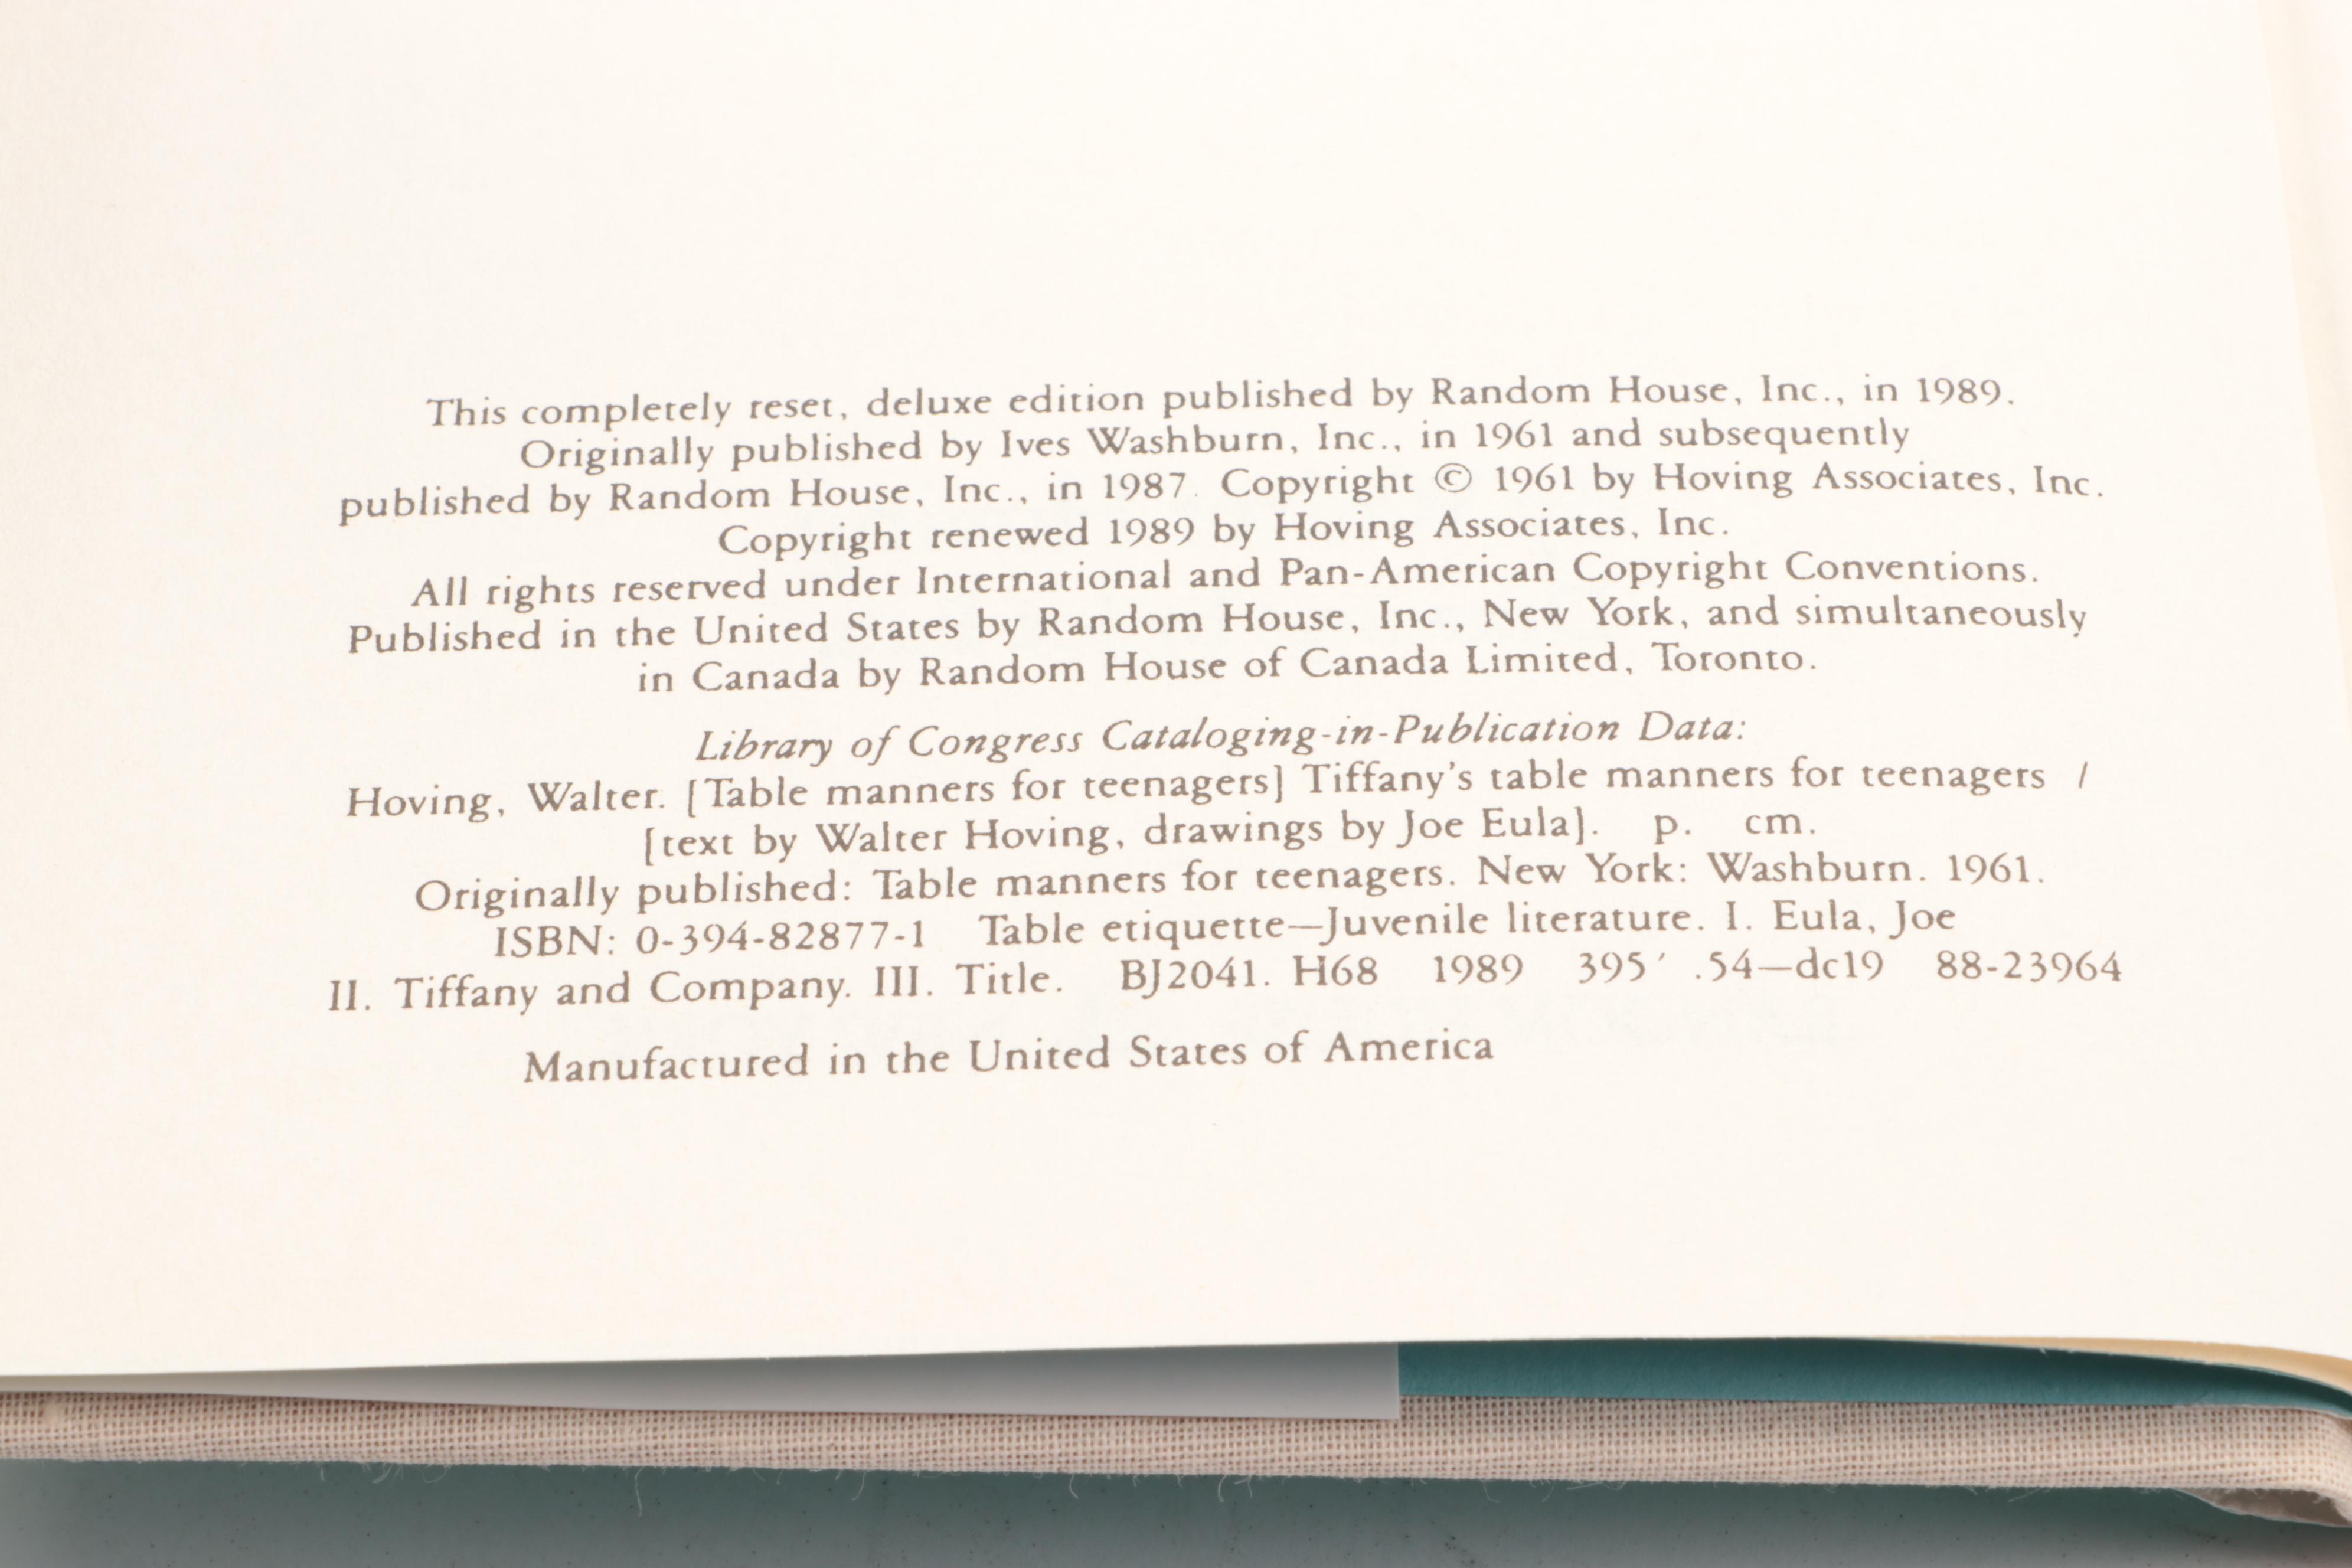 This completely reset, deluxe edition published by Random House, Inc., in 1989.
Originally published by Ives Washburn, Inc., in 1961 and subsequently
published by Random House, Inc., in 1987. Copyright © 1961 by Hoving Associates, Inc.
Copyright renewed 1989 by Hoving Associates, Inc.
All rights reserved under International and Pan-American Copyright Conventions.
Published in the United States by Random House, Inc., New York, and simultaneously
in Canada by Random House of Canada Limited, Toronto.
Library of Congress Cataloging-in-Publication Data:
Hoving, Walter. [Table manners for teenagers] Tiffany's table manners for teenagers /
[text by Walter Hoving, drawings by Joe Eula]. p. cm.
Originally published: Table manners for teenagers. New York: Washburn. 1961.
ISBN: 0-394-82877-1 Table etiquette—Juvenile literature. I. Eula, Joe
II. Tiffany and Company. III. Title. BJ2041. H68 1989 395′ .54—dc19 88-23964
Manufactured in the United States of America